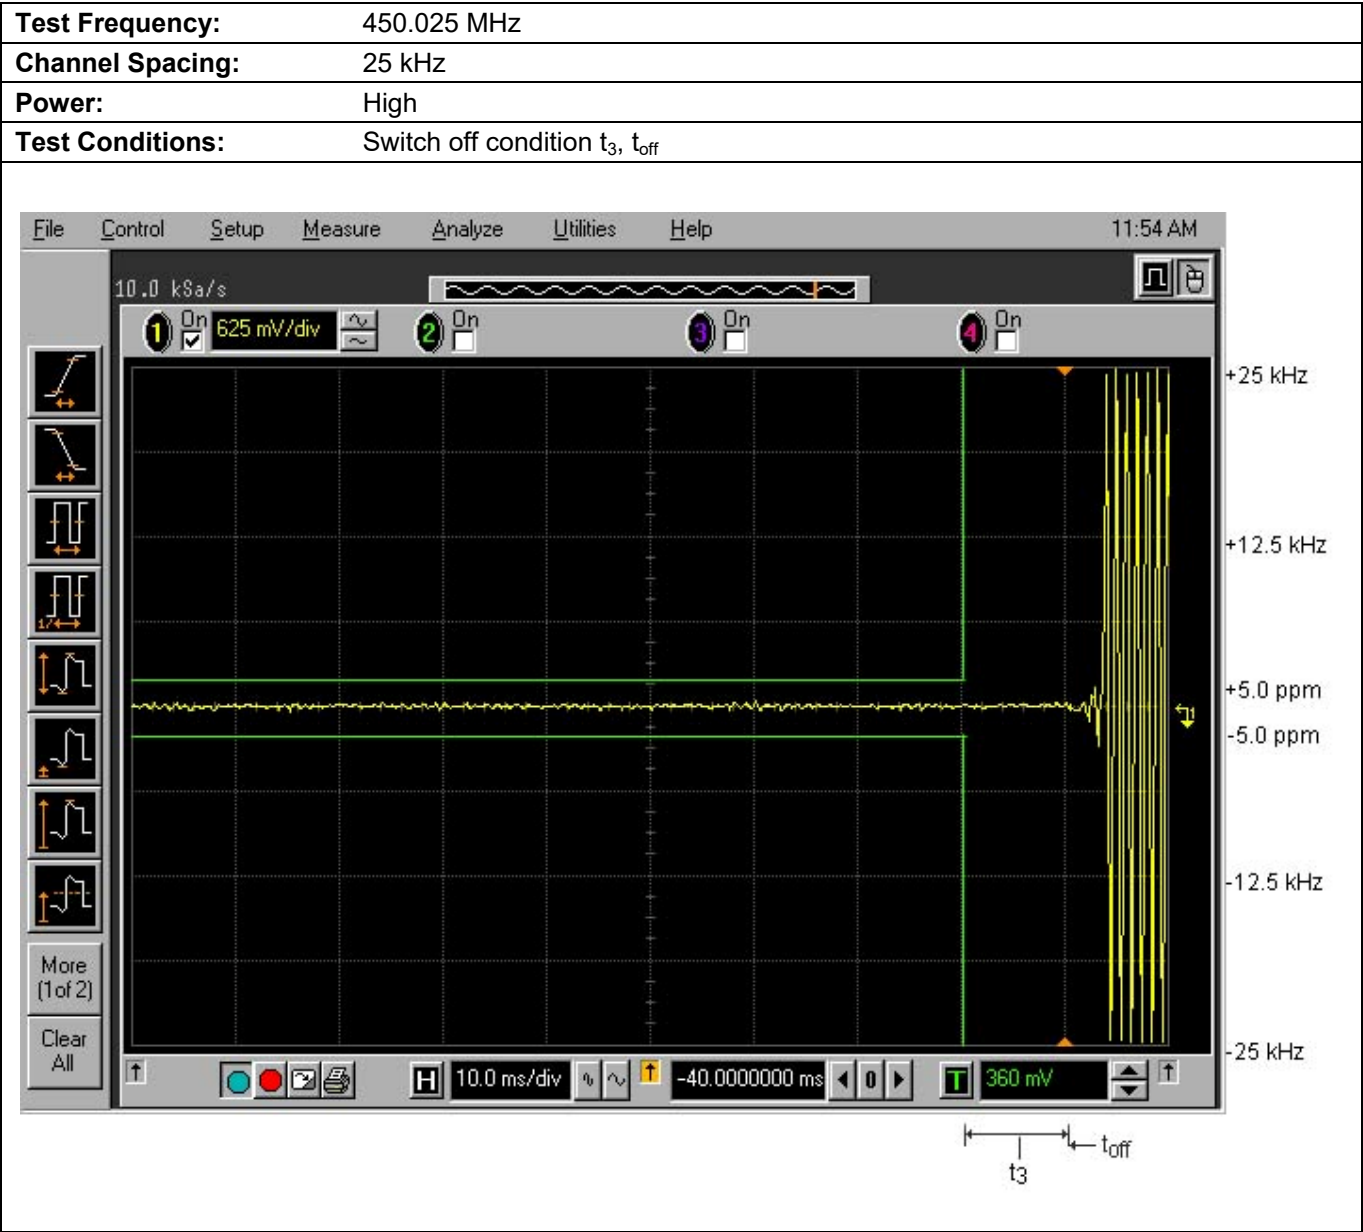 Test Frequency: 450.025 MHz
Channel Spacing: 25 kHz
Power: High
Test Conditions: Switch off condition t3, toff
File Control Setup Measure Analyze Utilities Help 11:54 AM
10.0 kSa/s
1 On 625 mV/div 2 On 3 On 4 On
+25 kHz
+12.5 kHz
1/
+5.0 ppm
-5.0 ppm
-12.5 kHz
More
(1of 2)
Clear
All
-25 kHz
H 10.0 ms/div -40.0000000 ms 0 T 360 mV
toff
t3